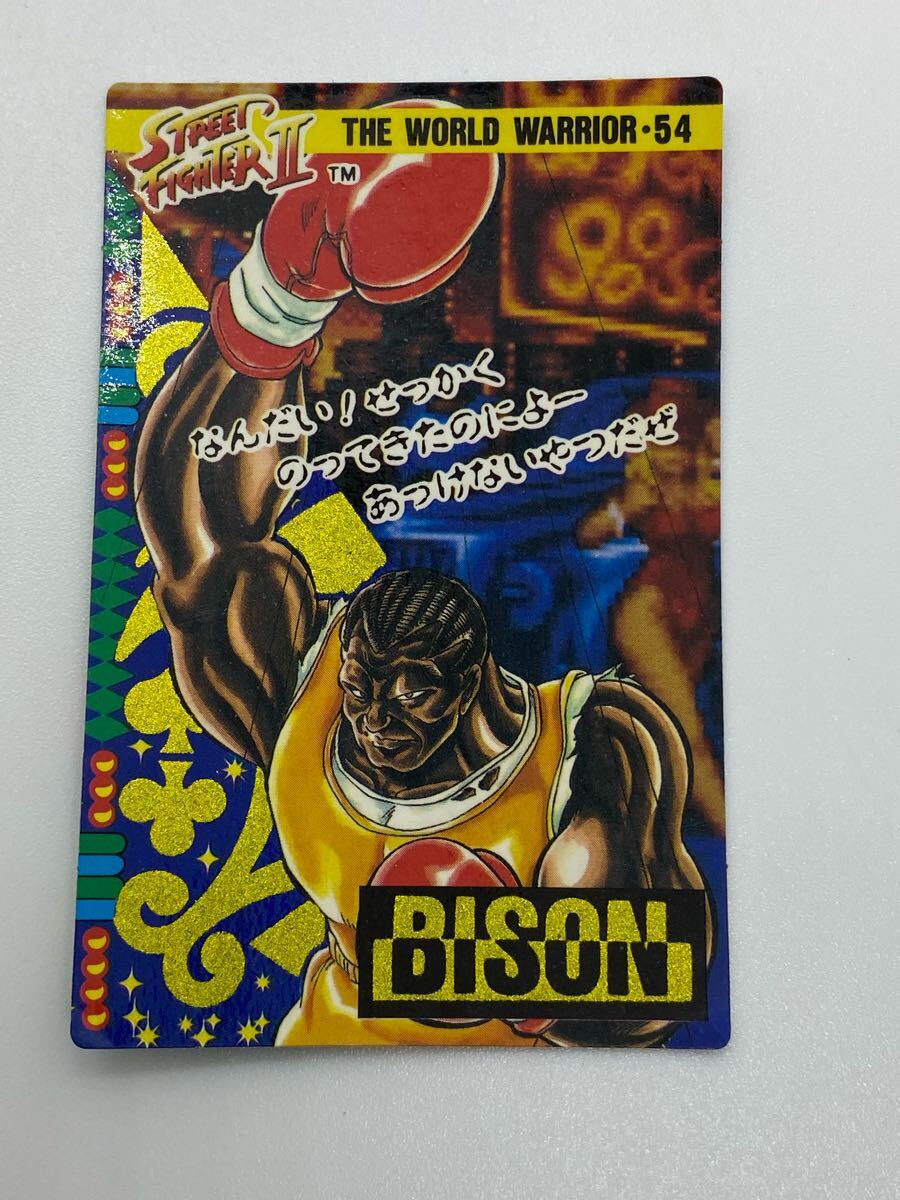 STREET
FIGHTER II
TM
THE WORLD WARRIOR・54
なんだい!せっかく
のってきたのによー
あっけないやつだぜ
BISON